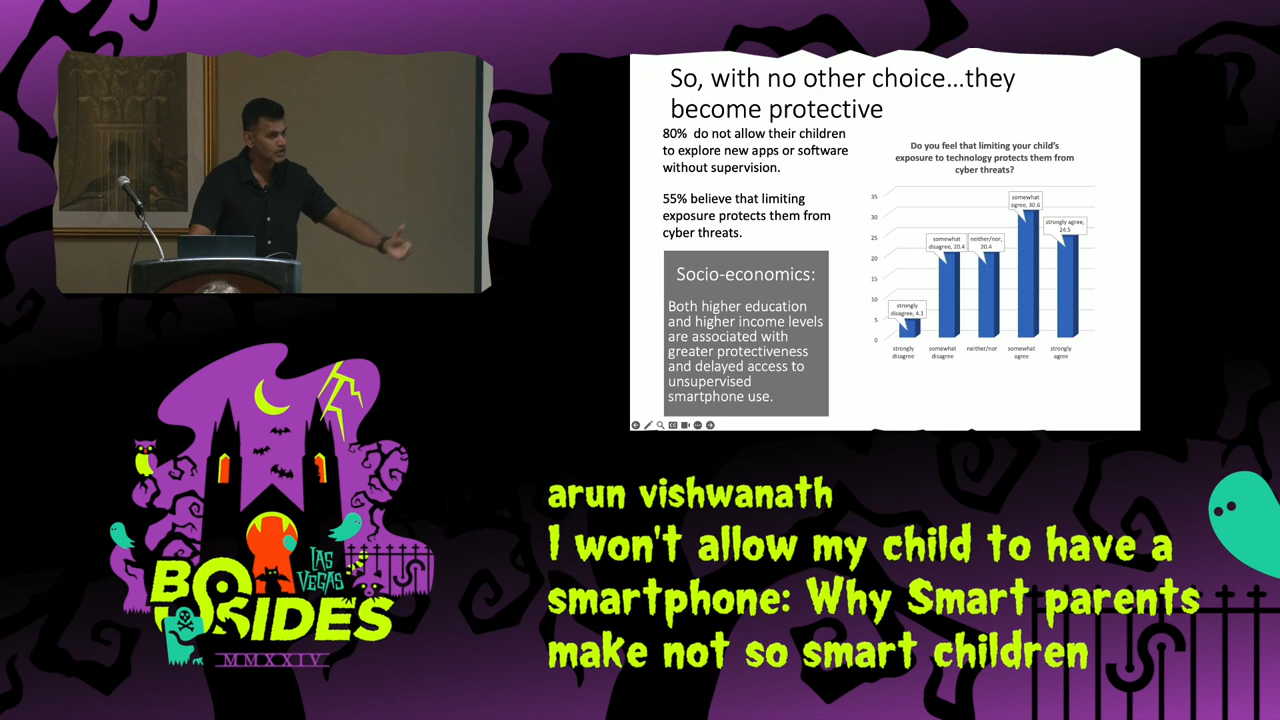 So, with no other choice...they
become protective
80% do not allow their children
to explore new apps or software
without supervision.
55% believe that limiting
exposure protects them from
cyber threats.
Socio-economics:
Both higher education
and higher income levels
are associated with
greater protectiveness
and delayed access to
unsupervised
smartphone use.
Do you feel that limiting your child's
exposure to technology protects them from
cyber threats?
35
30
25
20
15
10
5
0
strongly
disagree, 4.1
somewhat
disagree, 20.4
neither/nor,
20.4
somewhat
agree, 30.6
strongly agree,
24.5
strongly
disagree
somewhat
disagree
neither/nor
somewhat
agree
strongly
agree
BSIDES
LAS
VEGAS
MMXXIV
arun vishwanath
I won't allow my child to have a
smartphone: Why Smart parents
make not so smart children